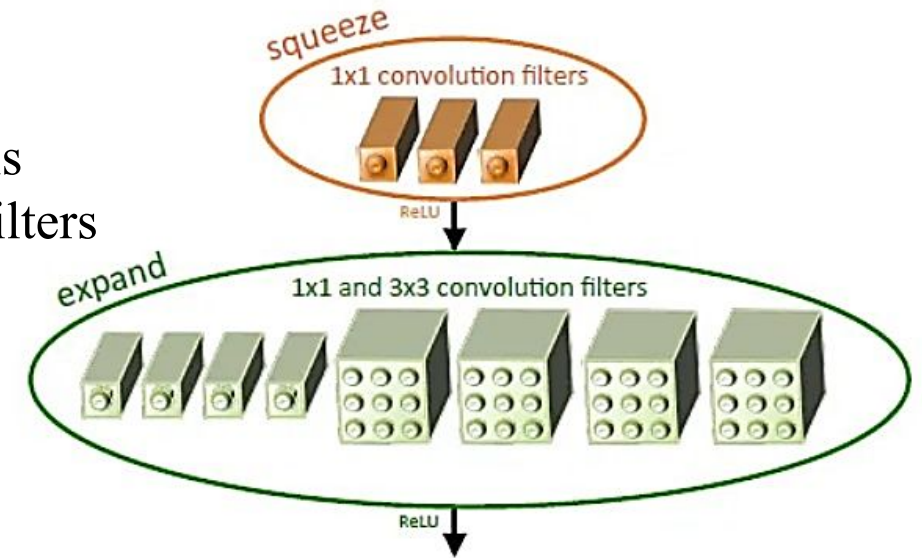 squeeze
1x1 convolution filters
ReLU
expand
1x1 and 3x3 convolution filters
ReLU